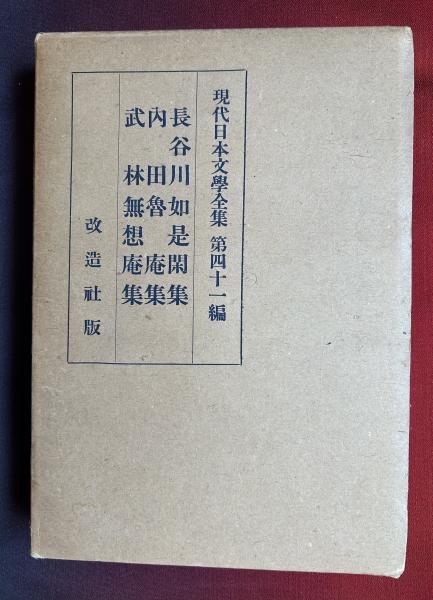 現代日本文學全集 第四十一編
長谷川如是閑集
內田魯庵集
武林無想庵集
改造社版